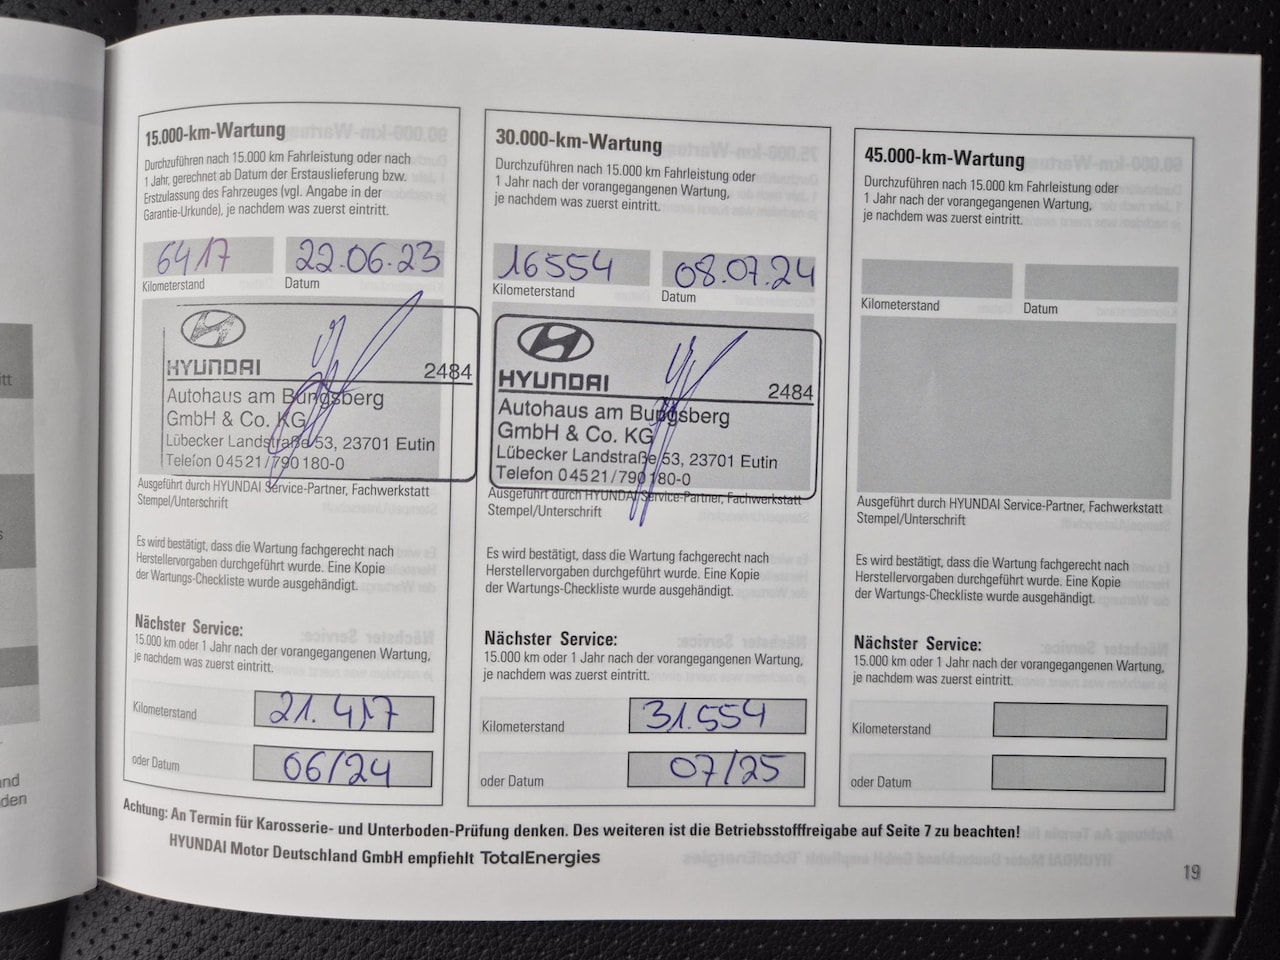 15.000-km-Wartung
Durchzuführen nach 15.000 km Fahrleistung oder nach
1 Jahr, gerechnet ab Datum der Erstauslieferung bzw.
Erstzulassung des Fahrzeuges (vgl. Angabe in der
Garantie-Urkunde), je nachdem was zuerst eintritt.
6417 22.06.23
Kilometerstand Datum
HYUNDAI 2484
Autohaus am Bungsberg
GmbH & Co. KG
Lübecker Landstraße 53, 23701 Eutin
Telefon 04521/790180-0
Ausgeführt durch HYUNDAI Service-Partner, Fachwerkstatt
Stempel/Unterschrift
Es wird bestätigt, dass die Wartung fachgerecht nach
Herstellervorgaben durchgeführt wurde. Eine Kopie
der Wartungs-Checkliste wurde ausgehändigt.
Nächster Service:
15.000 km oder 1 Jahr nach der vorangegangenen Wartung,
je nachdem was zuerst eintritt.
Kilometerstand 21.417
oder Datum 06/24
30.000-km-Wartung
Durchzuführen nach 15.000 km Fahrleistung oder
1 Jahr nach der vorangegangenen Wartung,
je nachdem was zuerst eintritt.
16554 08.07.24
Kilometerstand Datum
HYUNDAI 2484
Autohaus am Bungsberg
GmbH & Co. KG
Lübecker Landstraße 53, 23701 Eutin
Telefon 04521/790180-0
Ausgeführt durch HYUNDAI Service-Partner, Fachwerkstatt
Stempel/Unterschrift
Es wird bestätigt, dass die Wartung fachgerecht nach
Herstellervorgaben durchgeführt wurde. Eine Kopie
der Wartungs-Checkliste wurde ausgehändigt.
Nächster Service:
15.000 km oder 1 Jahr nach der vorangegangenen Wartung,
je nachdem was zuerst eintritt.
Kilometerstand 31.554
oder Datum 07/25
45.000-km-Wartung
Durchzuführen nach 15.000 km Fahrleistung oder
1 Jahr nach der vorangegangenen Wartung,
je nachdem was zuerst eintritt.
Kilometerstand Datum
Ausgeführt durch HYUNDAI Service-Partner, Fachwerkstatt
Stempel/Unterschrift
Es wird bestätigt, dass die Wartung fachgerecht nach
Herstellervorgaben durchgeführt wurde. Eine Kopie
der Wartungs-Checkliste wurde ausgehändigt.
Nächster Service:
15.000 km oder 1 Jahr nach der vorangegangenen Wartung,
je nachdem was zuerst eintritt.
Kilometerstand
oder Datum
Achtung: An Termin für Karosserie- und Unterboden-Prüfung denken. Des weiteren ist die Betriebsstofffreigabe auf Seite 7 zu beachten!
HYUNDAI Motor Deutschland GmbH empfiehlt TotalEnergies
19